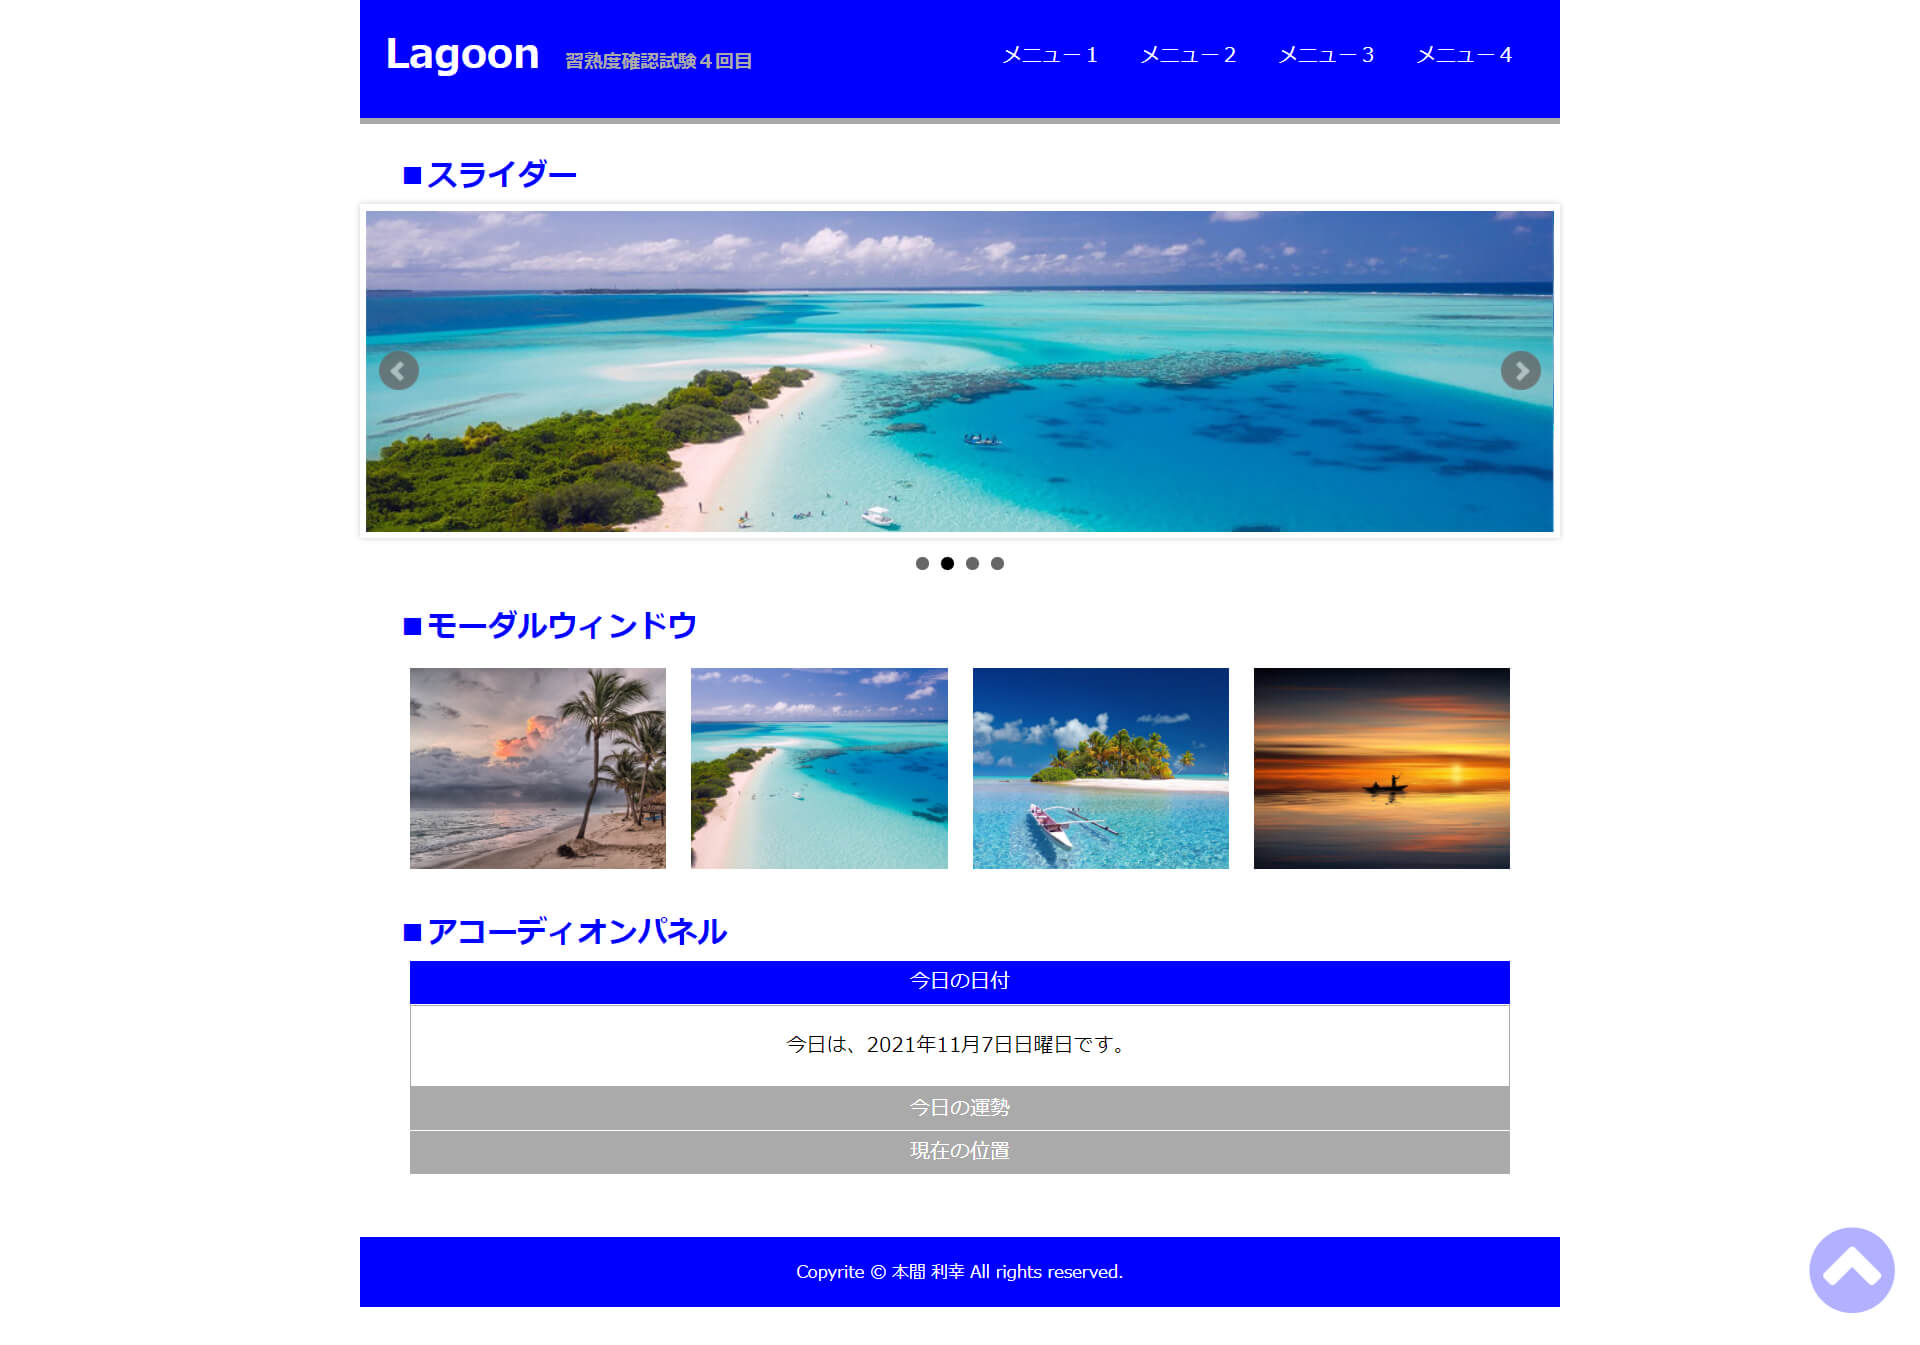 Lagoon 習熟度確認試験４回目 メニュー１ メニュー２ メニュー３ メニュー４
■スライダー
■モーダルウィンドウ
■アコーディオンパネル
今日の日付
今日は、2021年11月7日日曜日です。
今日の運勢
現在の位置
Copyrite © 本間 利幸 All rights reserved.